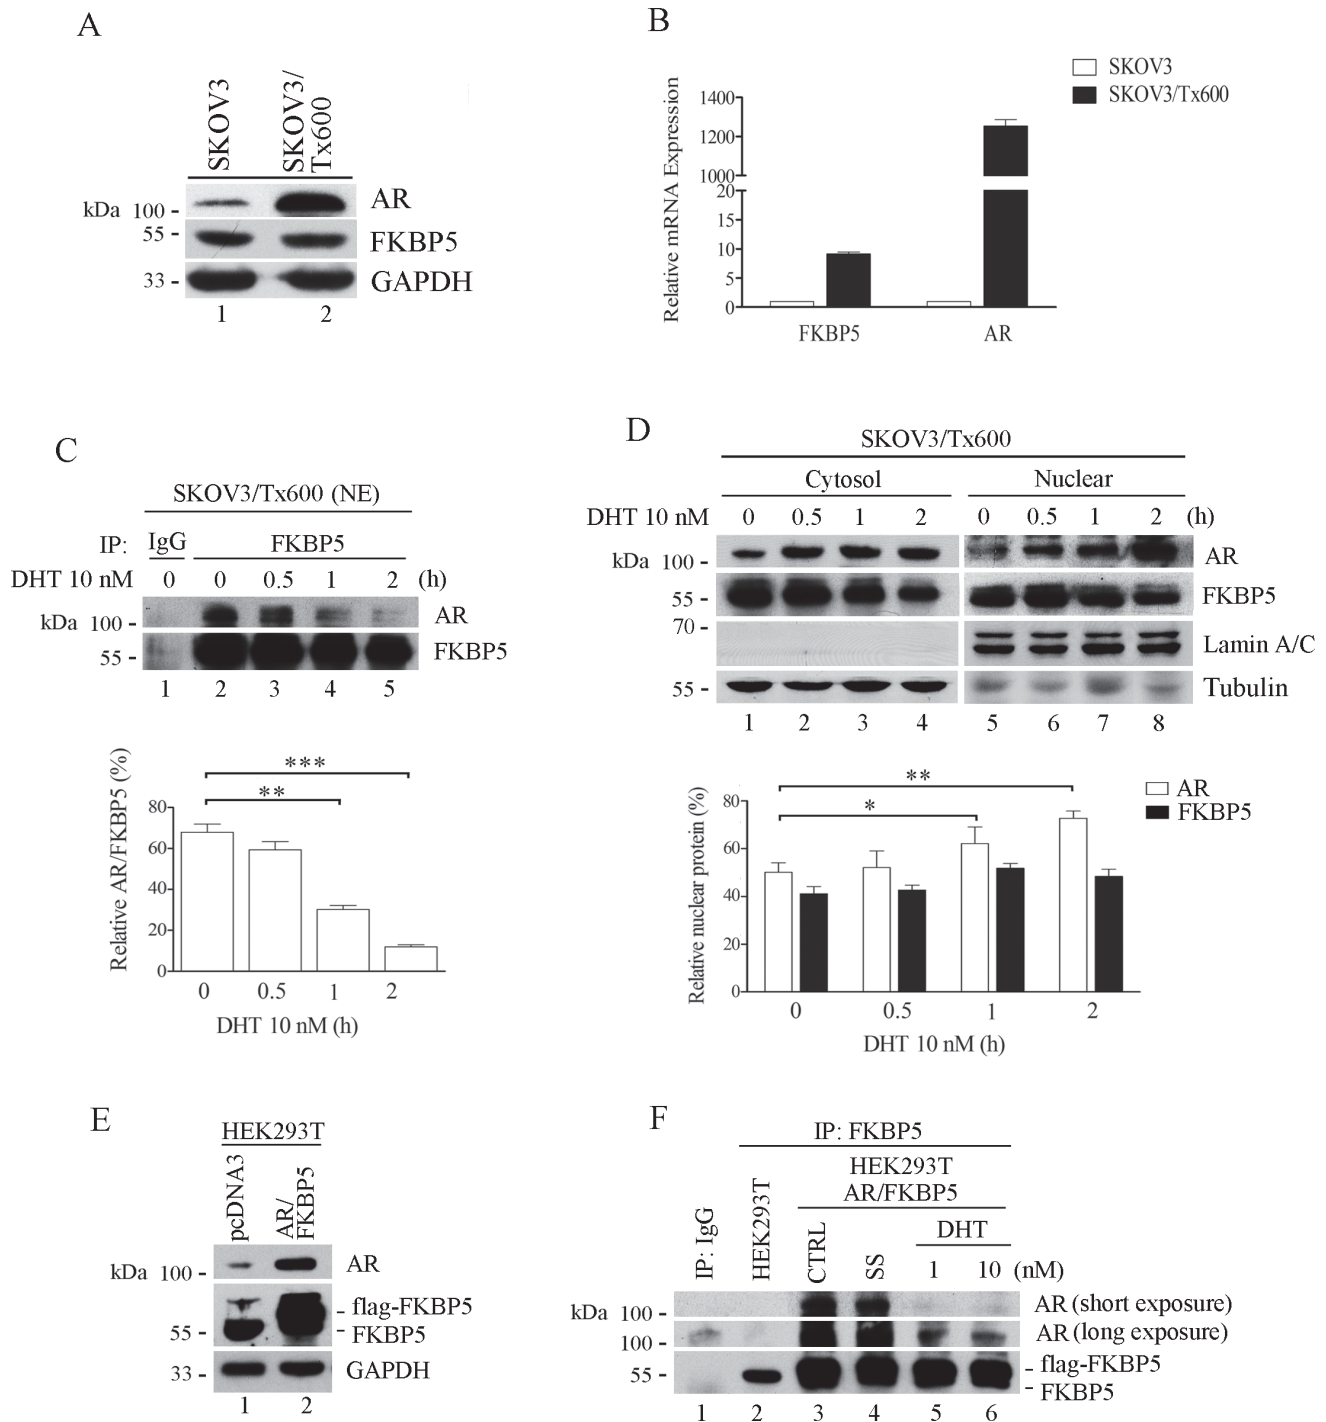 A
SKOV3
SKOV3/
Tx600
kDa 100 -
AR
55 -
FKBP5
33 -
GAPDH
1 2
B
SKOV3
SKOV3/Tx600
Relative mRNA Expression
1400
1200
1000
20
15
10
5
0
FKBP5 AR
C
SKOV3/Tx600 (NE)
IP: IgG FKBP5
DHT 10 nM 0 0 0.5 1 2 (h)
kDa 100 - AR
55 - FKBP5
1 2 3 4 5
Relative AR/FKBP5 (%)
***
**
80
60
40
20
0
0 0.5 1 2
DHT 10 nM (h)
D
SKOV3/Tx600
Cytosol Nuclear
DHT 10 nM 0 0.5 1 2 0 0.5 1 2 (h)
kDa 100 - AR
55 - FKBP5
70 - Lamin A/C
55 - Tubulin
1 2 3 4 5 6 7 8
Relative nuclear protein (%)
**
*
AR
FKBP5
80
60
40
20
0
0 0.5 1 2
DHT 10 nM (h)
E
HEK293T
pcDNA3
AR/
FKBP5
kDa 100 - AR
- flag-FKBP5
55 - - FKBP5
33 - GAPDH
1 2
F
IP: FKBP5
HEK293T
AR/FKBP5
IP: IgG
HEK293T
CTRL
SS
DHT
1 10 (nM)
kDa 100 - AR (short exposure)
100 - AR (long exposure)
55 - - flag-FKBP5
- FKBP5
1 2 3 4 5 6